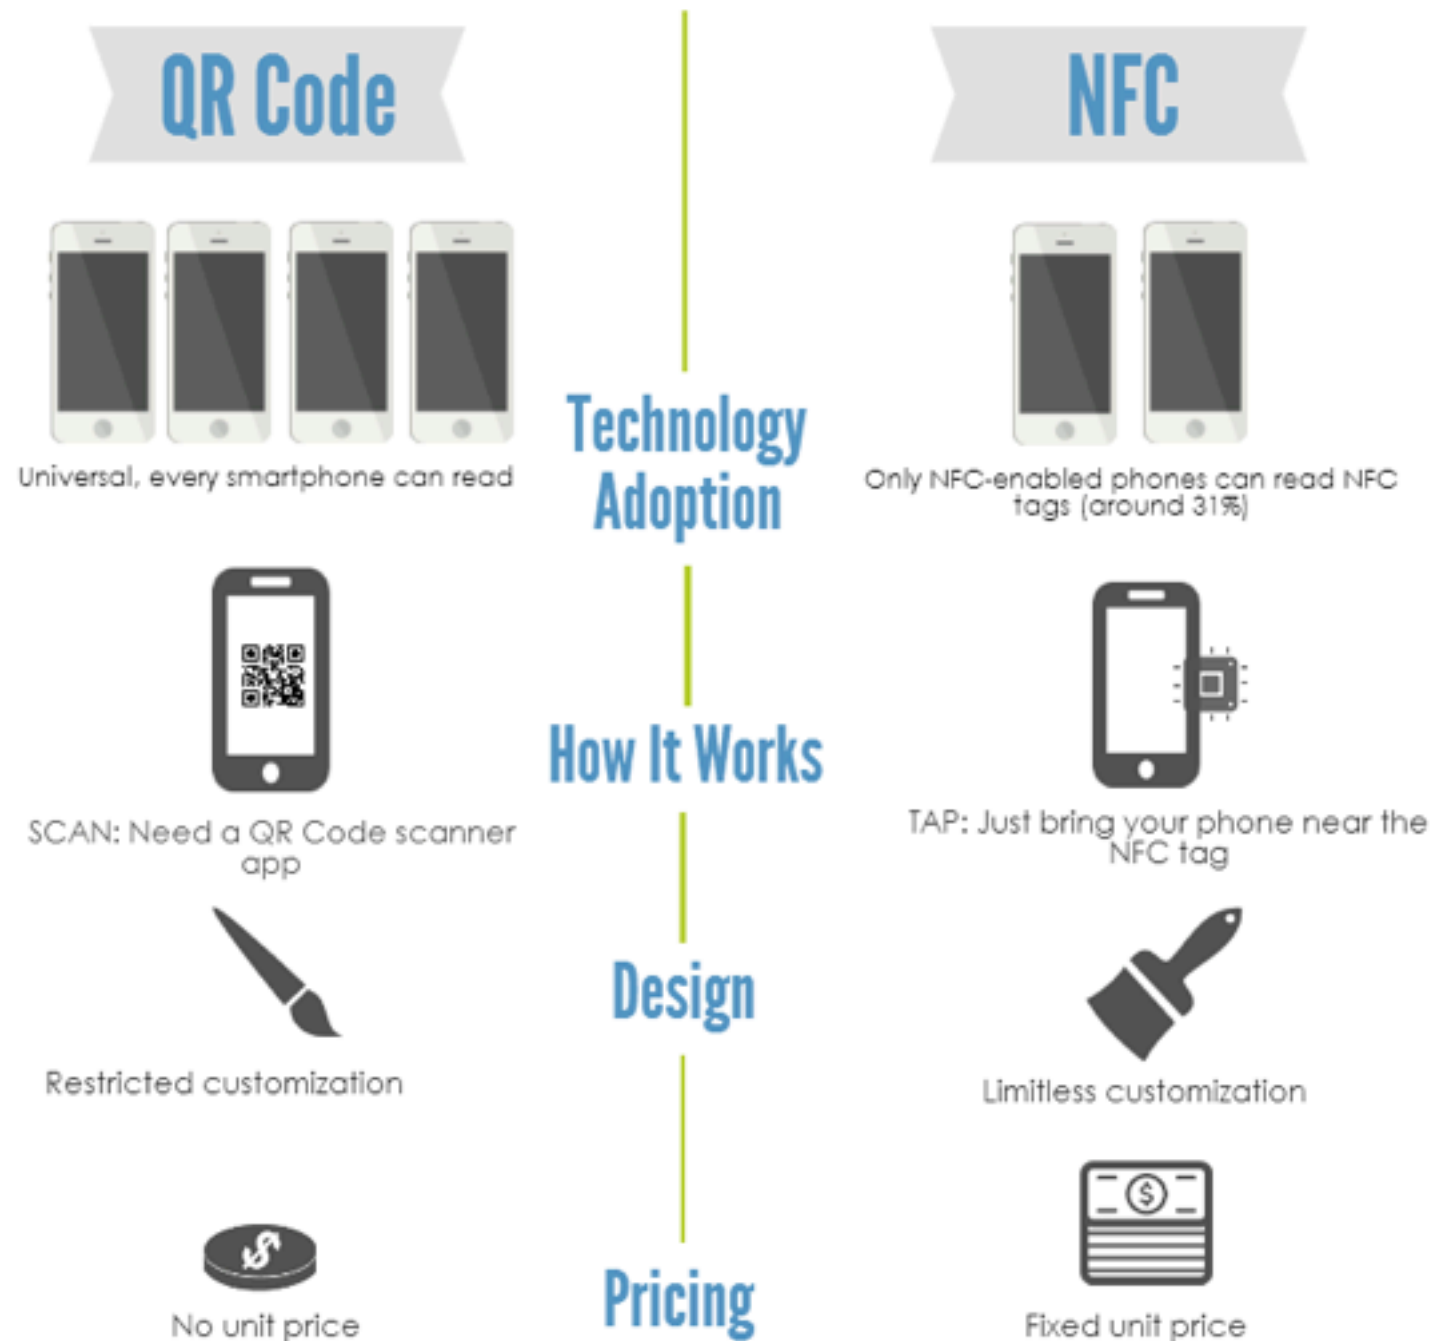 QR Code
NFC
Universal, every smartphone can read
Technology
Adoption
Only NFC-enabled phones can read NFC
tags (around 31%)
How It Works
SCAN: Need a QR Code scanner
app
TAP: Just bring your phone near the
NFC tag
Design
Restricted customization
Limitless customization
$
$
Pricing
No unit price
Fixed unit price